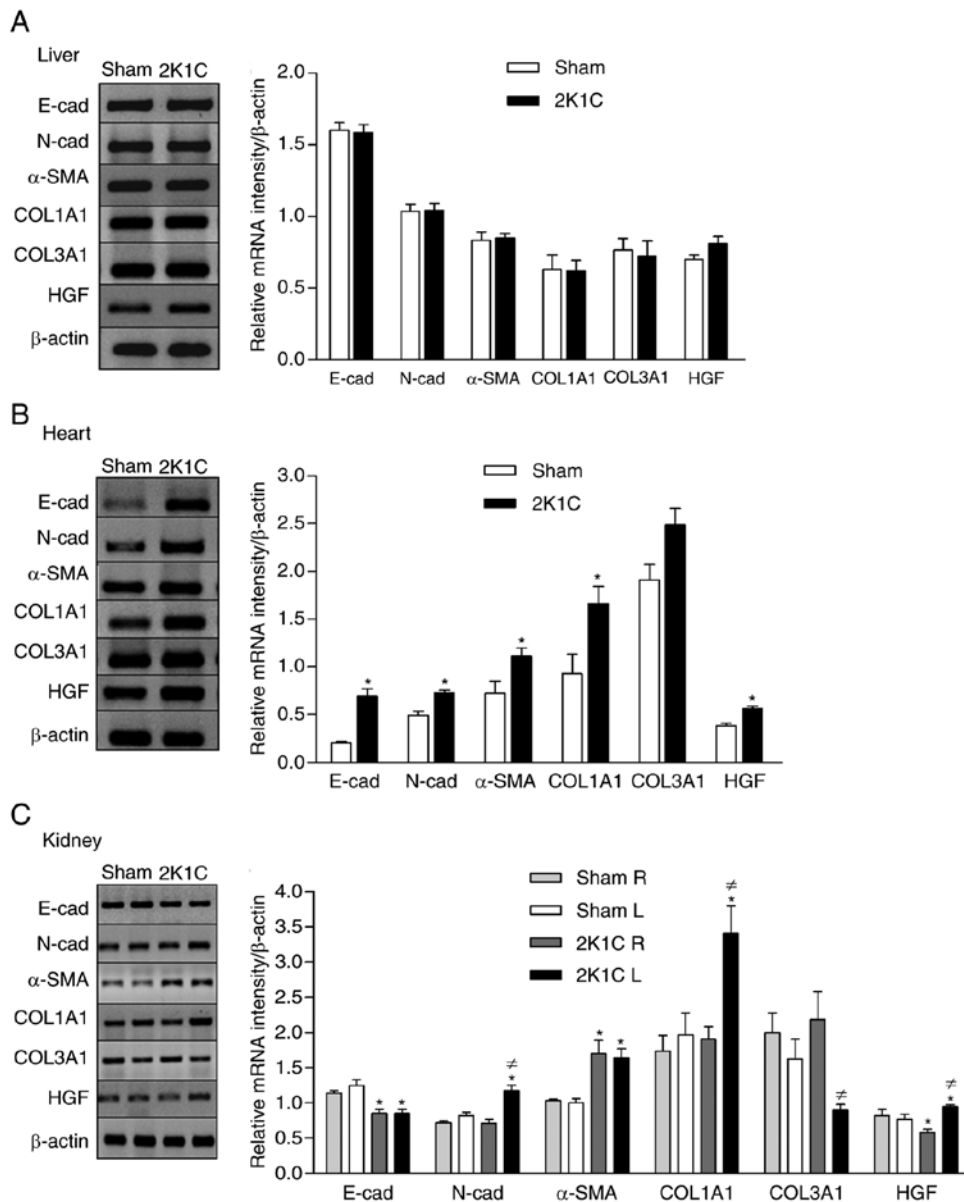 A
Liver
Sham 2K1C
E-cad
N-cad
α-SMA
COL1A1
COL3A1
HGF
β-actin
Relative mRNA intensity/β-actin
2.0
1.5
1.0
0.5
0.0
Sham
2K1C
E-cad N-cad α-SMA COL1A1 COL3A1 HGF
B
Heart
Sham 2K1C
E-cad
N-cad
α-SMA
COL1A1
COL3A1
HGF
β-actin
Relative mRNA intensity/β-actin
3.0
2.5
2.0
1.5
1.0
0.5
0.0
Sham
2K1C
* * * * *
E-cad N-cad α-SMA COL1A1 COL3A1 HGF
C
Kidney
Sham 2K1C
E-cad
N-cad
α-SMA
COL1A1
COL3A1
HGF
β-actin
Relative mRNA intensity/β-actin
4.0
3.5
3.0
2.5
2.0
1.5
1.0
0.5
0.0
Sham R
Sham L
2K1C R
2K1C L
* *
≠
*
* *
≠
*
≠
*
≠
*
E-cad N-cad α-SMA COL1A1 COL3A1 HGF